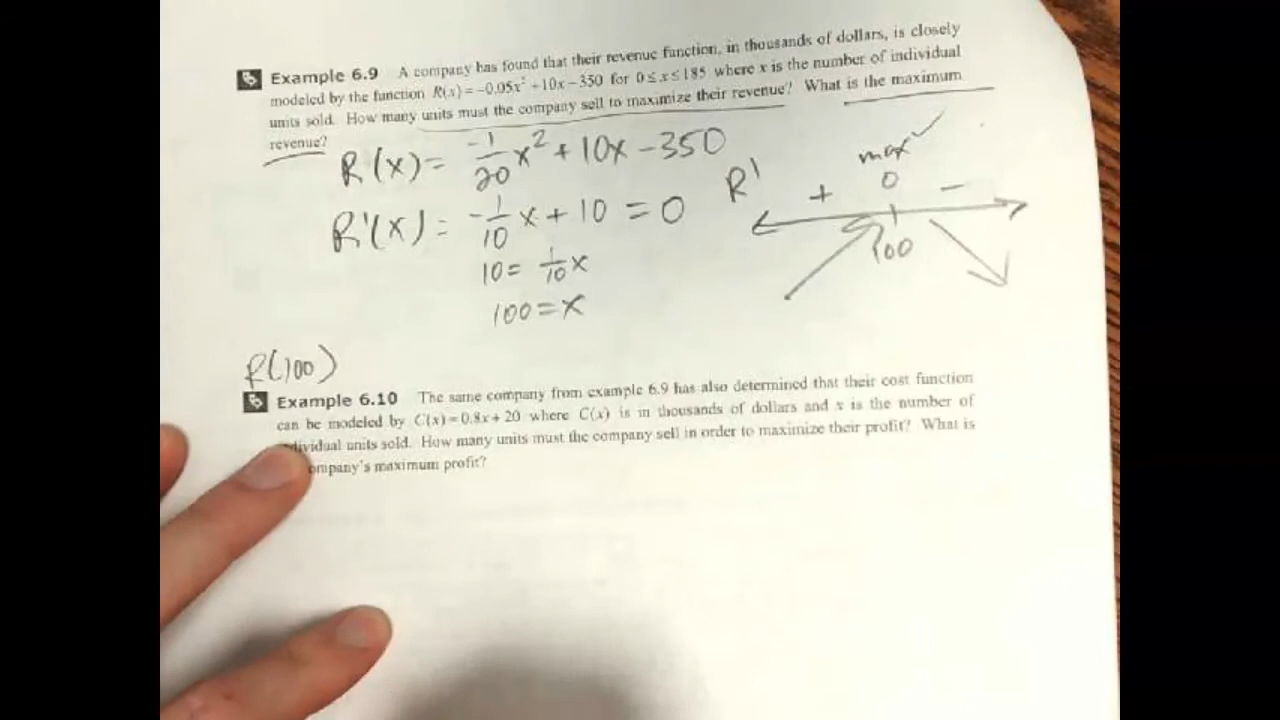 Example 6.9 A company has found that their revenue function, in thousands of dollars, is closely
modeled by the function R(x) = -0.05x² + 10x - 350 for 0 ≤ x ≤ 185 where x is the number of individual
units sold. How many units must the company sell to maximize their revenue? What is the maximum
revenue?
R(x) = -1/20 x² + 10x - 350
R'(x) = -1/10 x + 10 = 0
10 = 1/10 x
100 = x
R'
max ✓
+ 0 -
100
R(100)
Example 6.10 The same company from example 6.9 has also determined that their cost function
can be modeled by C(x) = 0.8x + 20 where C(x) is in thousands of dollars and x is the number of
units sold. How many units must the company sell in order to maximize their profit? What is
maximum profit?